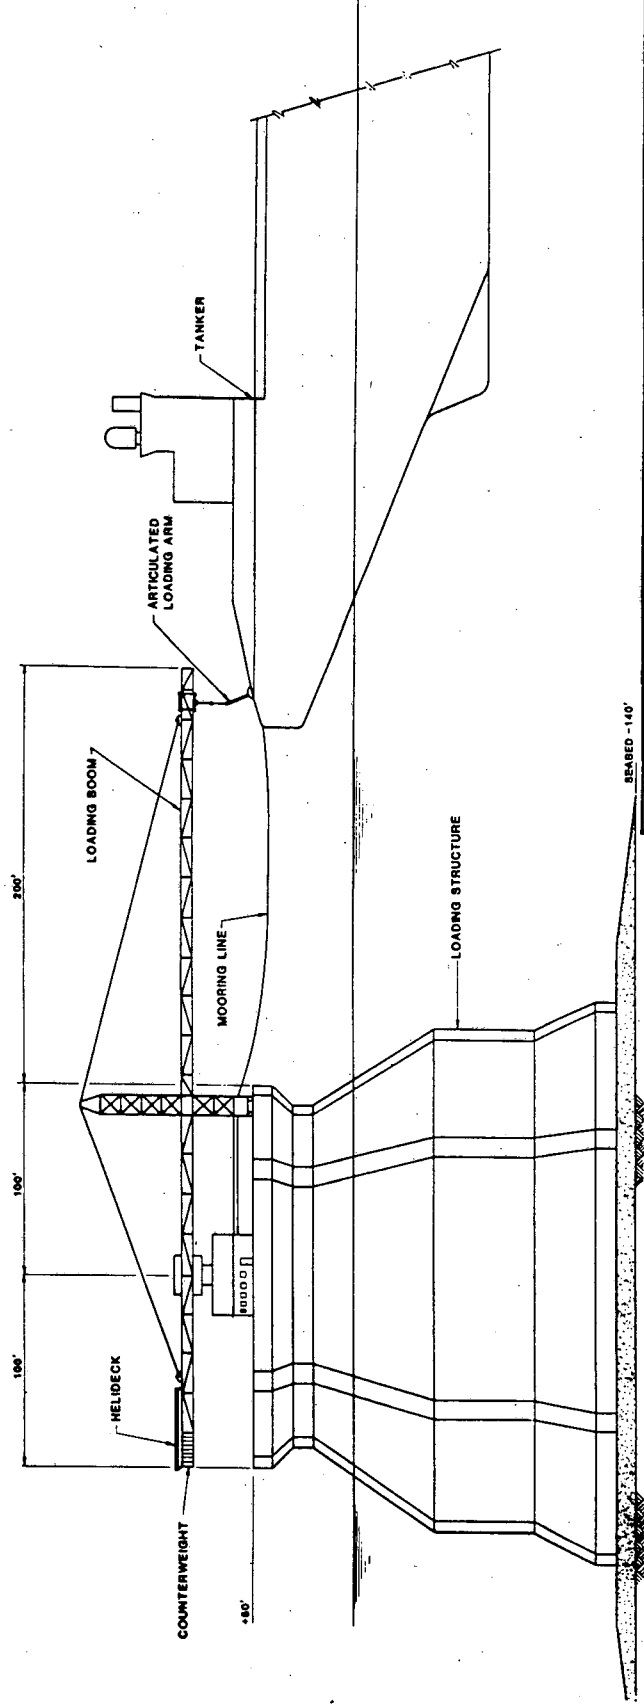 100'
100'
200'
HELIDECK
COUNTERWEIGHT
LOADING BOOM
ARTICULATED
LOADING ARM
TANKER
MOORING LINE
+60'
LOADING STRUCTURE
SEABED -140'